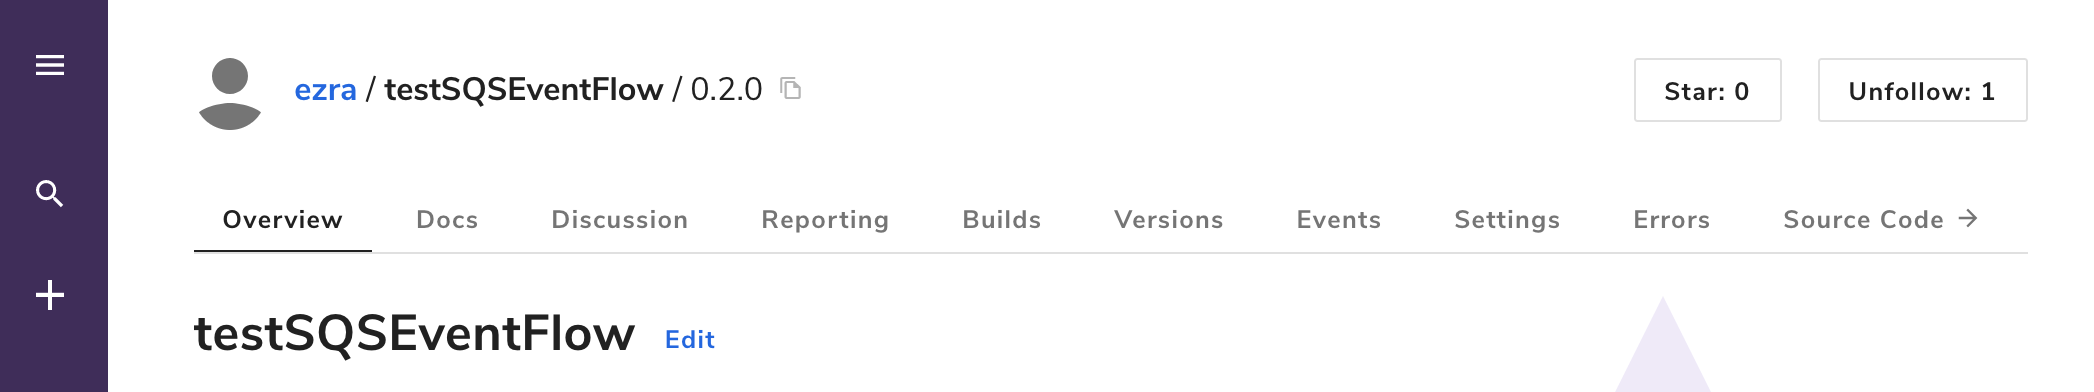 ezra / testSQSEventFlow / 0.2.0 Star: 0 Unfollow: 1
Overview Docs Discussion Reporting Builds Versions Events Settings Errors Source Code →
testSQSEventFlow Edit